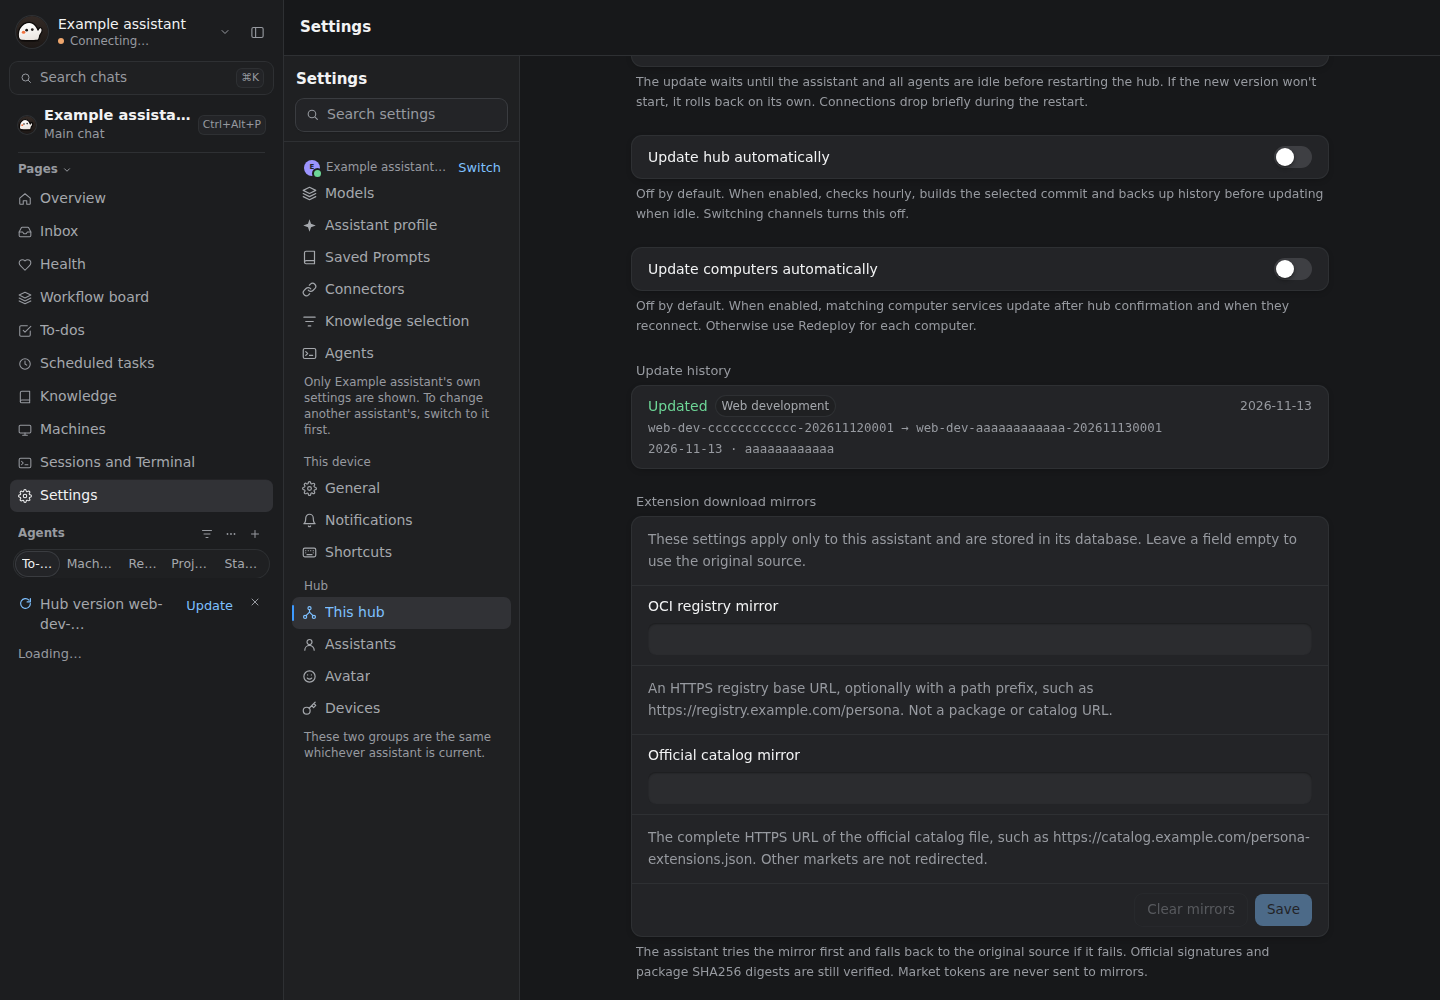 Example assistant
Connecting…
Search chats
⌘K
Example assista…
Main chat
Ctrl+Alt+P
Pages
Overview
Inbox
Health
Workflow board
To-dos
Scheduled tasks
Knowledge
Machines
Sessions and Terminal
Settings
Agents
To-…
Mach…
Re…
Proj…
Sta…
Hub version web-
dev-…
Update
Loading…
Settings
Settings
Search settings
E
Example assistant…
Switch
Models
Assistant profile
Saved Prompts
Connectors
Knowledge selection
Agents
Only Example assistant's own
settings are shown. To change
another assistant's, switch to it
first.
This device
General
Notifications
Shortcuts
Hub
This hub
Assistants
Avatar
Devices
These two groups are the same
whichever assistant is current.
The update waits until the assistant and all agents are idle before restarting the hub. If the new version won't
start, it rolls back on its own. Connections drop briefly during the restart.
Update hub automatically
Off by default. When enabled, checks hourly, builds the selected commit and backs up history before updating
when idle. Switching channels turns this off.
Update computers automatically
Off by default. When enabled, matching computer services update after hub confirmation and when they
reconnect. Otherwise use Redeploy for each computer.
Update history
Updated
Web development
2026-11-13
web-dev-cccccccccccc-202611120001 → web-dev-aaaaaaaaaaaa-202611130001
2026-11-13 · aaaaaaaaaaaa
Extension download mirrors
These settings apply only to this assistant and are stored in its database. Leave a field empty to
use the original source.
OCI registry mirror
An HTTPS registry base URL, optionally with a path prefix, such as
https://registry.example.com/persona. Not a package or catalog URL.
Official catalog mirror
The complete HTTPS URL of the official catalog file, such as https://catalog.example.com/persona-
extensions.json. Other markets are not redirected.
Clear mirrors
Save
The assistant tries the mirror first and falls back to the original source if it fails. Official signatures and
package SHA256 digests are still verified. Market tokens are never sent to mirrors.